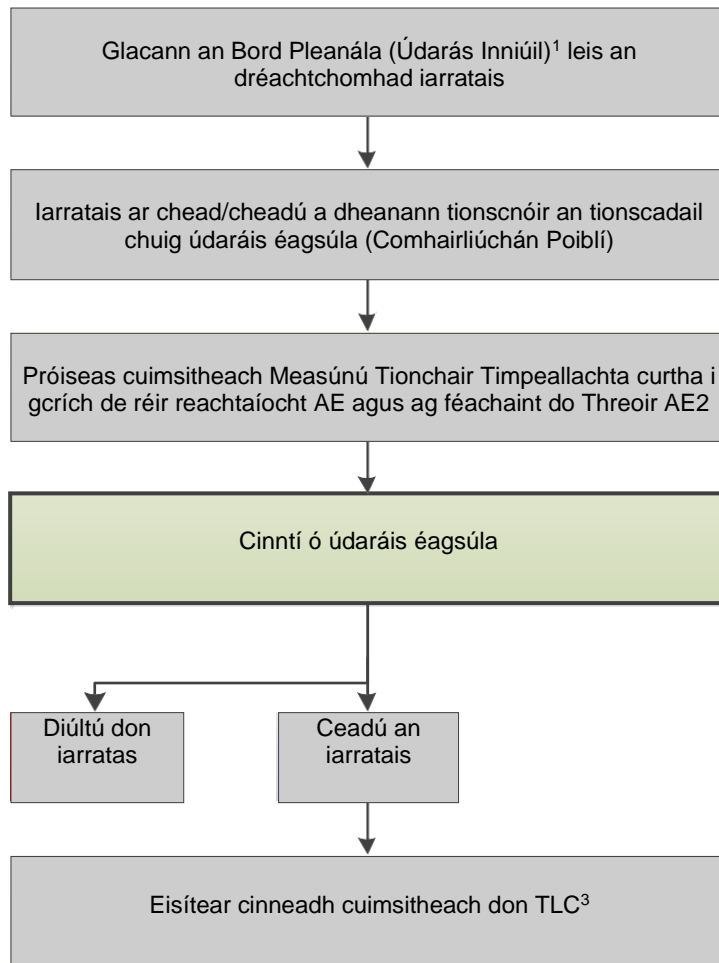 Glacann an Bord Pleanála (Údarás Inniúil)¹ leis an
dréachtchomhad iarratais
Iarratais ar chead/cheadú a dheanann tionscnóir an tionscadail
chuig údaráis éagsúla (Comhairliúchán Poiblí)
Próiseas cuimsitheach Measúnú Tionchair Timpeallachta curtha i
gcrích de réir reachtaíocht AE agus ag féachaint do Threoir AE2
Cinntí ó údaráis éagsúla
Diúltú don
iarratas
Ceadú an
iarratais
Eisítear cinneadh cuimsitheach don TLC³